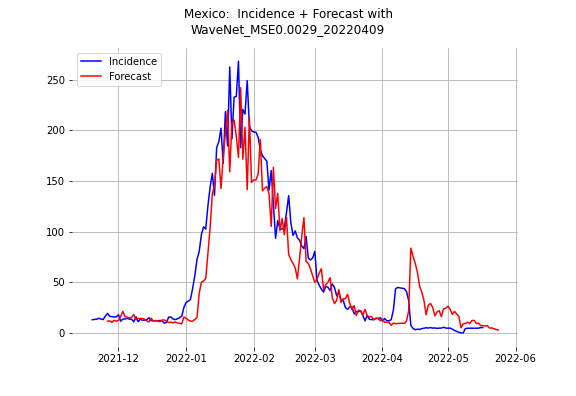 Mexico:  Incidence + Forecast with
WaveNet_MSE0.0029_20220409
Incidence
Forecast
250
200
150
100
50
0
2021-12 2022-01 2022-02 2022-03 2022-04 2022-05 2022-06